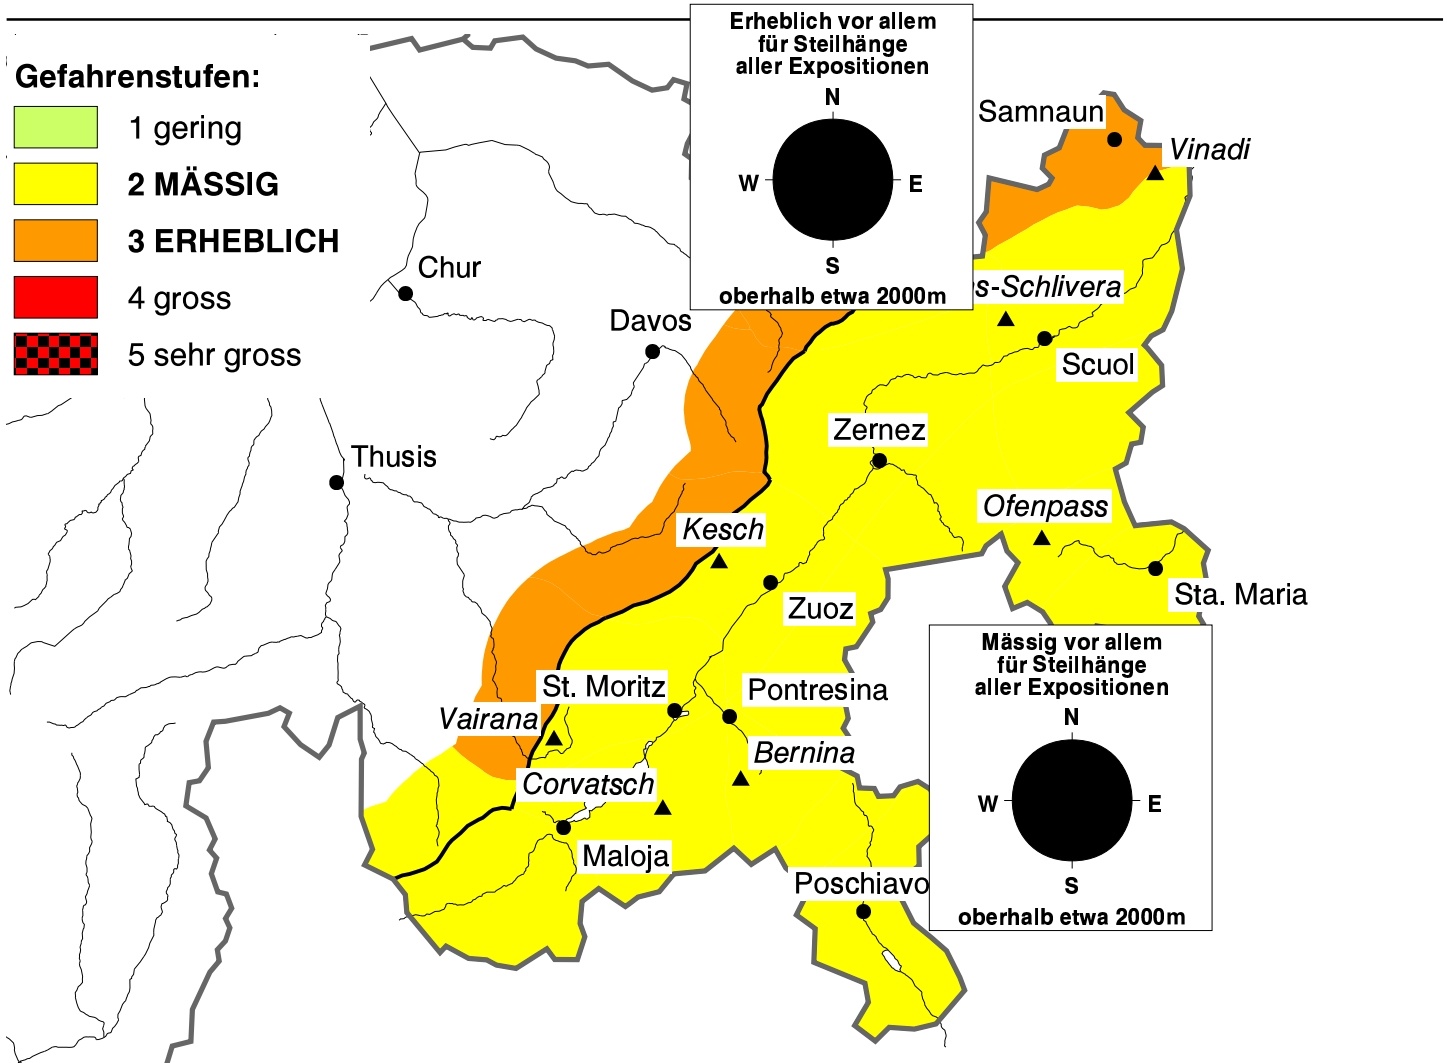 Gefahrenstufen:
1 gering
2 MÄSSIG
3 ERHEBLICH
4 gross
5 sehr gross
Erheblich vor allem
für Steilhänge
aller Expositionen
N
W E
S
oberhalb etwa 2000m
Samnaun
Vinadi
Chur
s-Schlivera
Davos
Scuol
Zernez
Thusis
Ofenpass
Kesch
Sta. Maria
Zuoz
St. Moritz
Pontresina
Vairana
Bernina
Corvatsch
Maloja
Poschiavo
Mässig vor allem
für Steilhänge
aller Expositionen
N
W E
S
oberhalb etwa 2000m